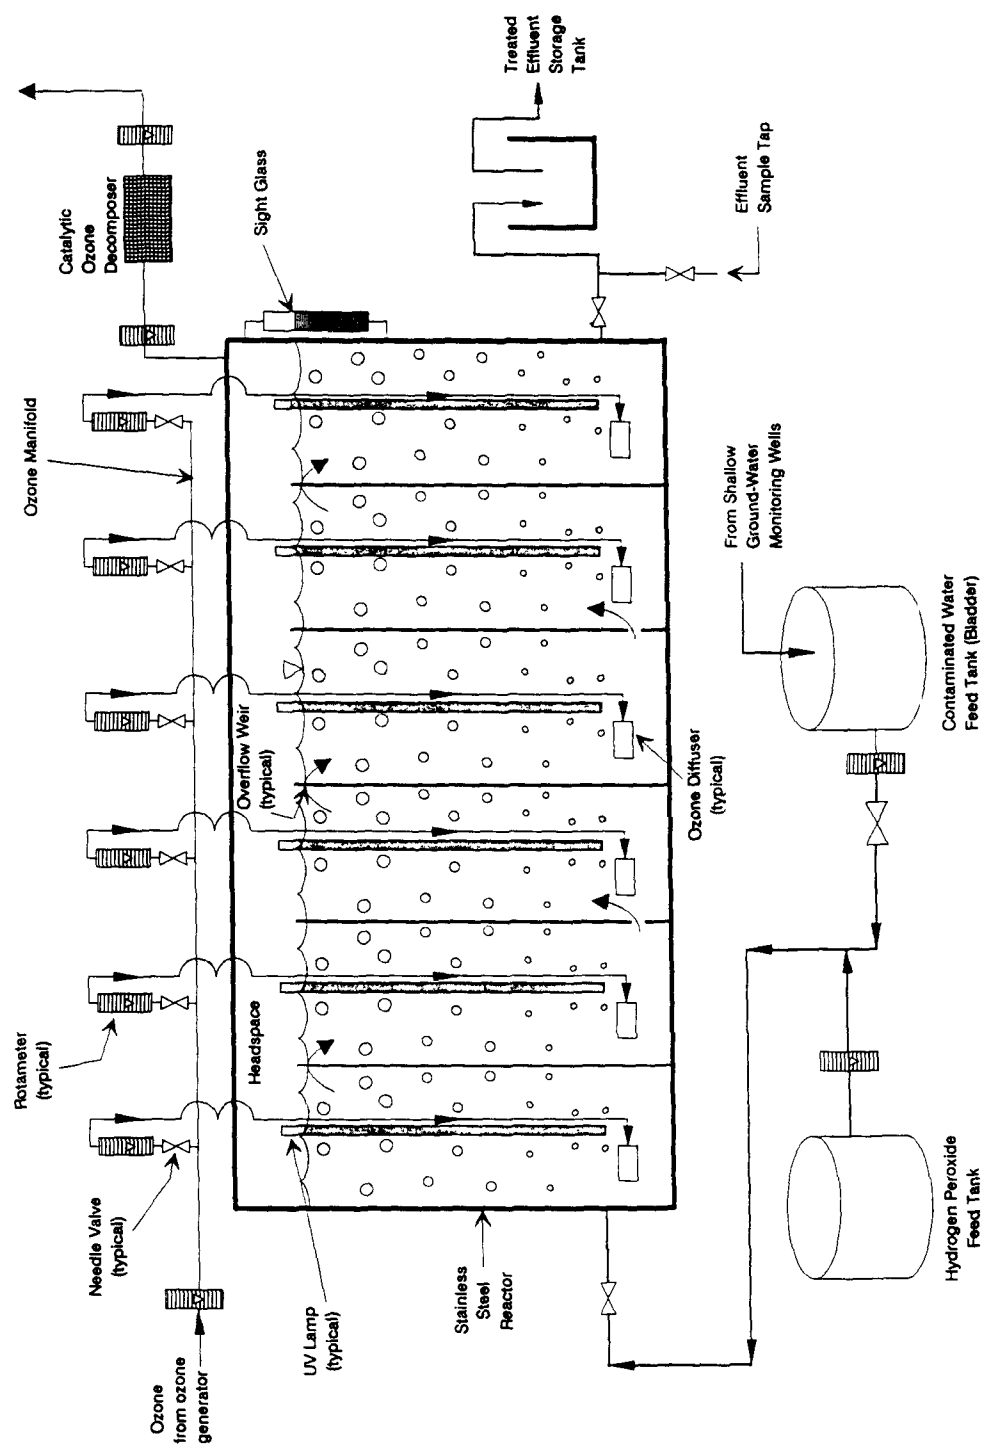 Ozone
from ozone
generator
Needle Valve
(typical)
Rotameter
(typical)
Ozone Manifold
Catalytic
Ozone
Decomposer
Sight Glass
UV Lamp
(typical)
Headspace
Overflow Weir
(typical)
Treated
Effluent
Storage
Tank
Stainless
Steel
Reactor
Ozone Diffuser
(typical)
Effluent
Sample Tap
From Shallow
Ground-Water
Monitoring Wells
Hydrogen Peroxide
Feed Tank
Contaminated Water
Feed Tank (Bladder)